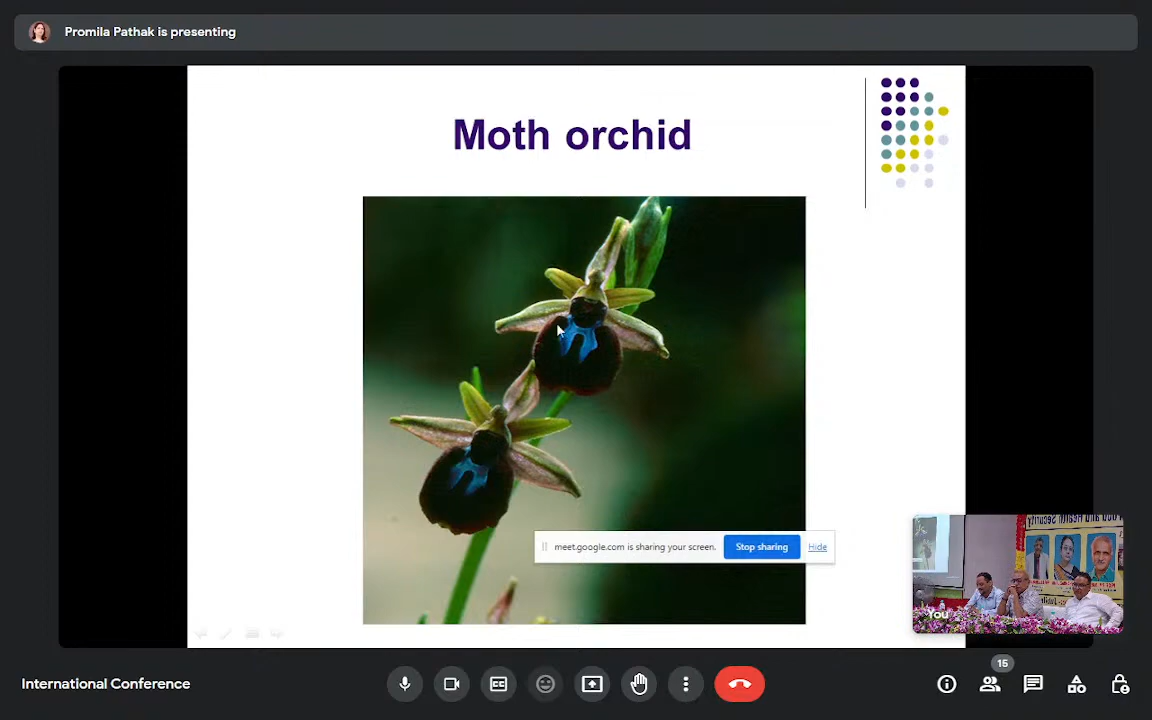 Promila Pathak is presenting
Moth orchid
meet.google.com is sharing your screen.
Stop sharing
Hide
You
International Conference
15